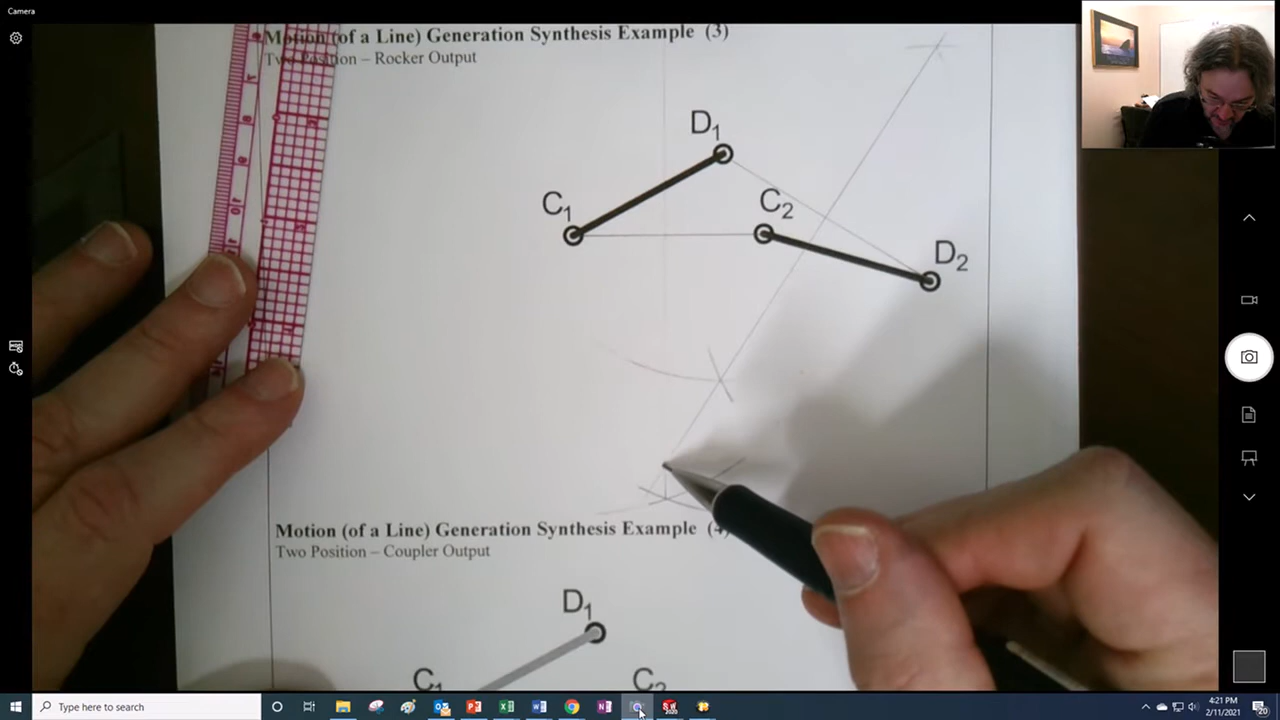 Camera
Motion (of a Line) Generation Synthesis Example (3)
Two Position – Rocker Output
D1
C1
C2
D2
Motion (of a Line) Generation Synthesis Example (4)
Two Position – Coupler Output
D1
C1
C2
Type here to search
4:21 PM
2/11/2021
20